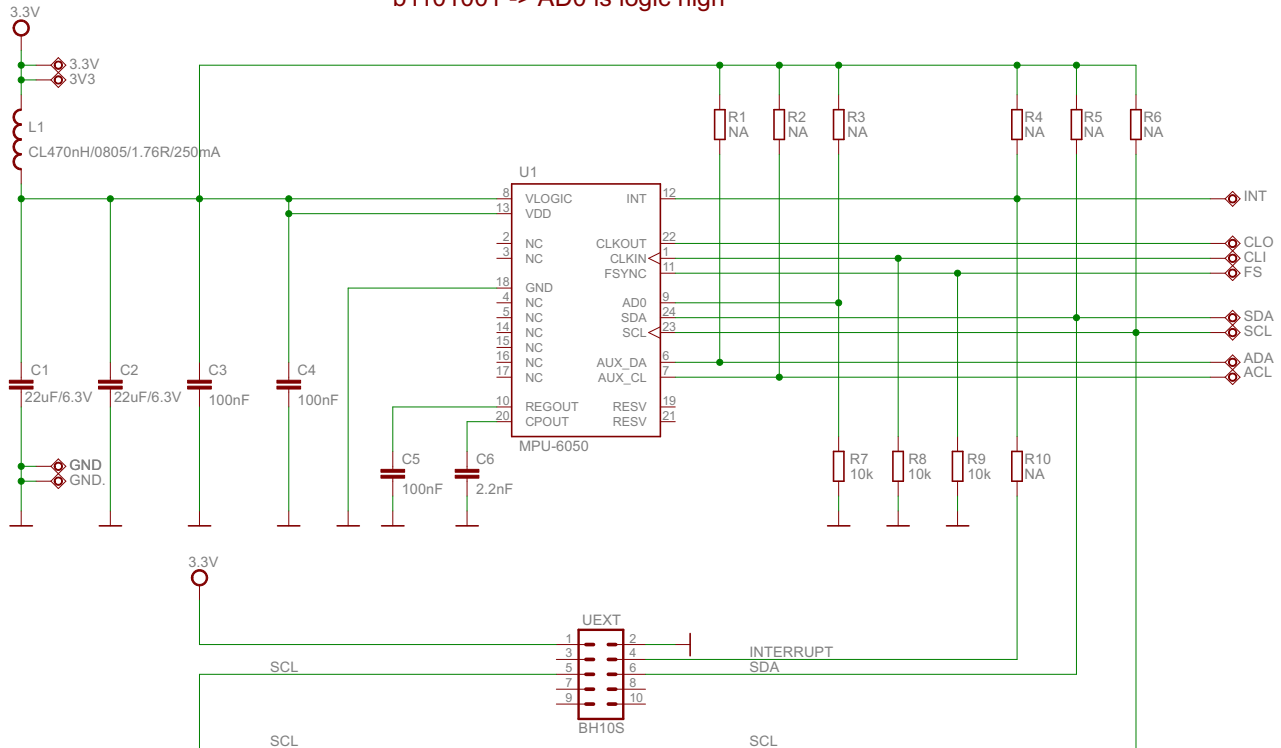 b1101001 -> AD0 is logic high
3.3V
3.3V
3V3
L1
CL470nH/0805/1.76R/250mA
R1
NA
R2
NA
R3
NA
R4
NA
R5
NA
R6
NA
U1
8 VLOGIC INT 12
13 VDD
2 NC CLKOUT 22
3 NC CLKIN 1
FSYNC 11
18 GND
4 NC AD0 9
5 NC SDA 24
14 NC SCL 23
15 NC
16 NC AUX_DA 6
17 NC AUX_CL 7
10 REGOUT RESV 19
20 CPOUT RESV 21
MPU-6050
INT
CLO
CLI
FS
SDA
SCL
ADA
ACL
C1
22uF/6.3V
C2
22uF/6.3V
C3
100nF
C4
100nF
GND
GND.
C5
100nF
C6
2.2nF
R7
10k
R8
10k
R9
10k
R10
NA
3.3V
UEXT
1 2
3 4 INTERRUPT
SCL 5 6 SDA
7 8
9 10
BH10S
SCL SCL